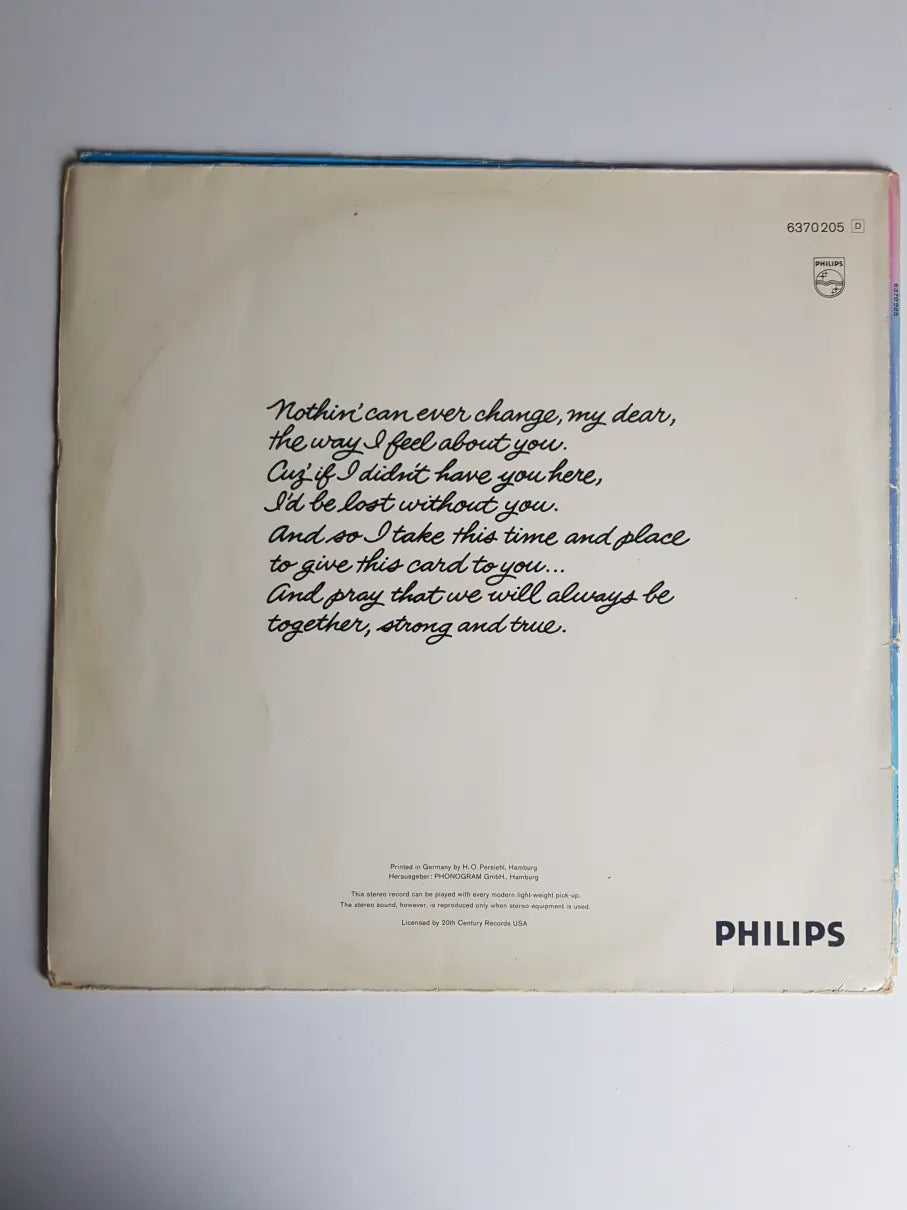 6370205 D
PHILIPS
6370205
Nothin' can ever change, my dear,
the way I feel about you.
Cuz' if I didn't have you here,
I'd be lost without you.
And so I take this time and place
to give this card to you...
And pray that we will always be
together, strong and true.
Printed in Germany by H. O. Persiehl, Hamburg
Herausgeber: PHONOGRAM GmbH., Hamburg
This stereo record can be played with every modern light-weight pick-up.
The stereo sound, however, is reproduced only when stereo equipment is used.
Licensed by 20th Century Records USA
PHILIPS